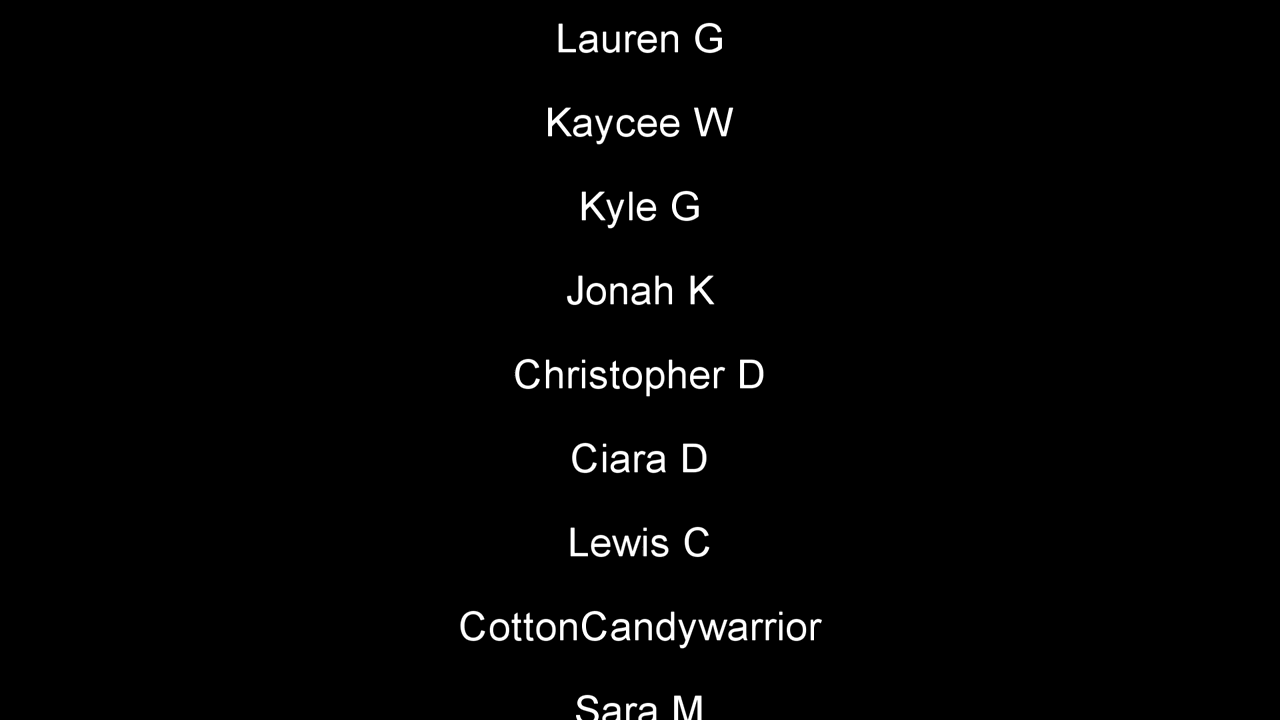 Lauren G
Kaycee W
Kyle G
Jonah K
Christopher D
Ciara D
Lewis C
CottonCandywarrior
Sara M